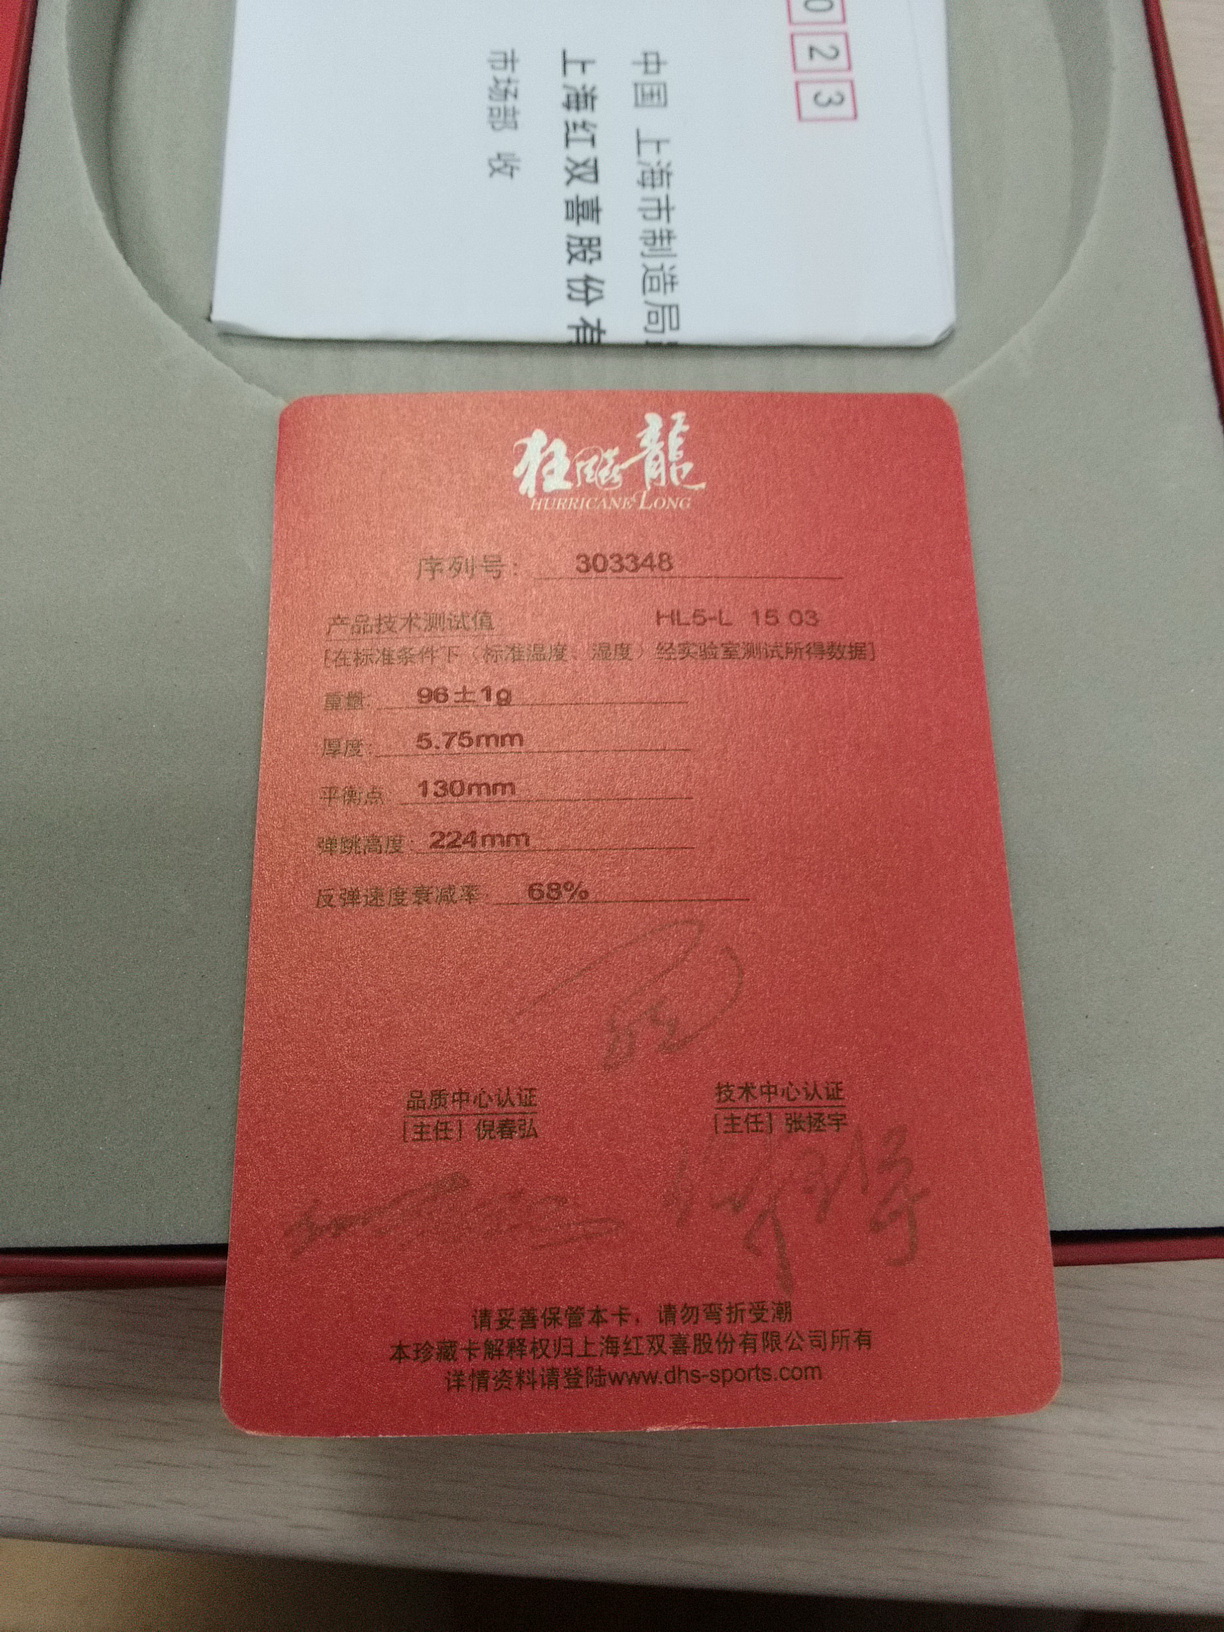 023
中国 上海市制造局
上海红双喜股份有
市场部 收
狂飚龍
HURRICANE LONG
序列号: 303348
产品技术测试值 HL5-L 15 03
[在标准条件下（标准温度、湿度）经实验室测试所得数据]
重量: 96±1g
厚度: 5.75mm
平衡点 130mm
弹跳高度: 224mm
反弹速度衰减率: 68%
品质中心认证 技术中心认证
[主任] 倪春弘 [主任] 张拯宇
请妥善保管本卡，请勿弯折受潮
本珍藏卡解释权归上海红双喜股份有限公司所有
详情资料请登陆www.dhs-sports.com